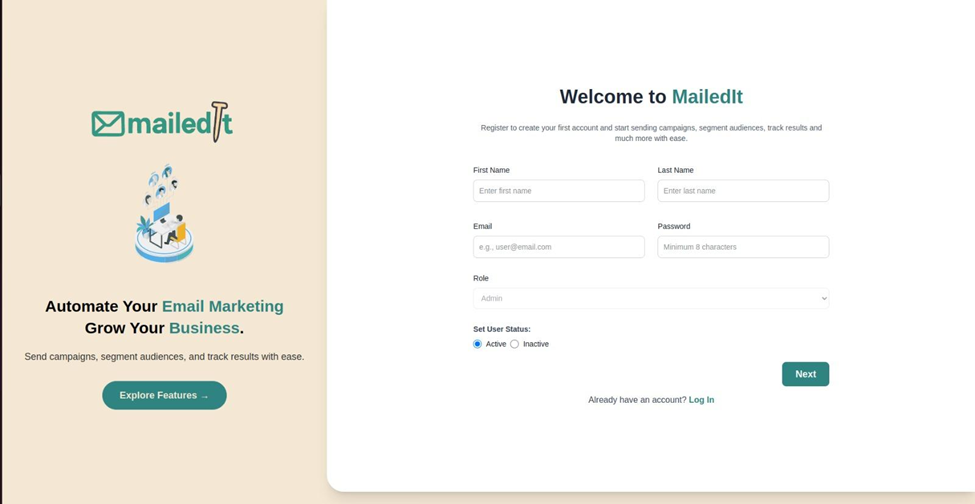 mailedIt
Automate Your Email Marketing
Grow Your Business.
Send campaigns, segment audiences, and track results with ease.
Explore Features →
Welcome to MailedIt
Register to create your first account and start sending campaigns, segment audiences, track results and
much more with ease.
First Name
Last Name
Enter first name
Enter last name
Email
Password
e.g., user@email.com
Minimum 8 characters
Role
Admin
Set User Status:
Active
Inactive
Next
Already have an account? Log In